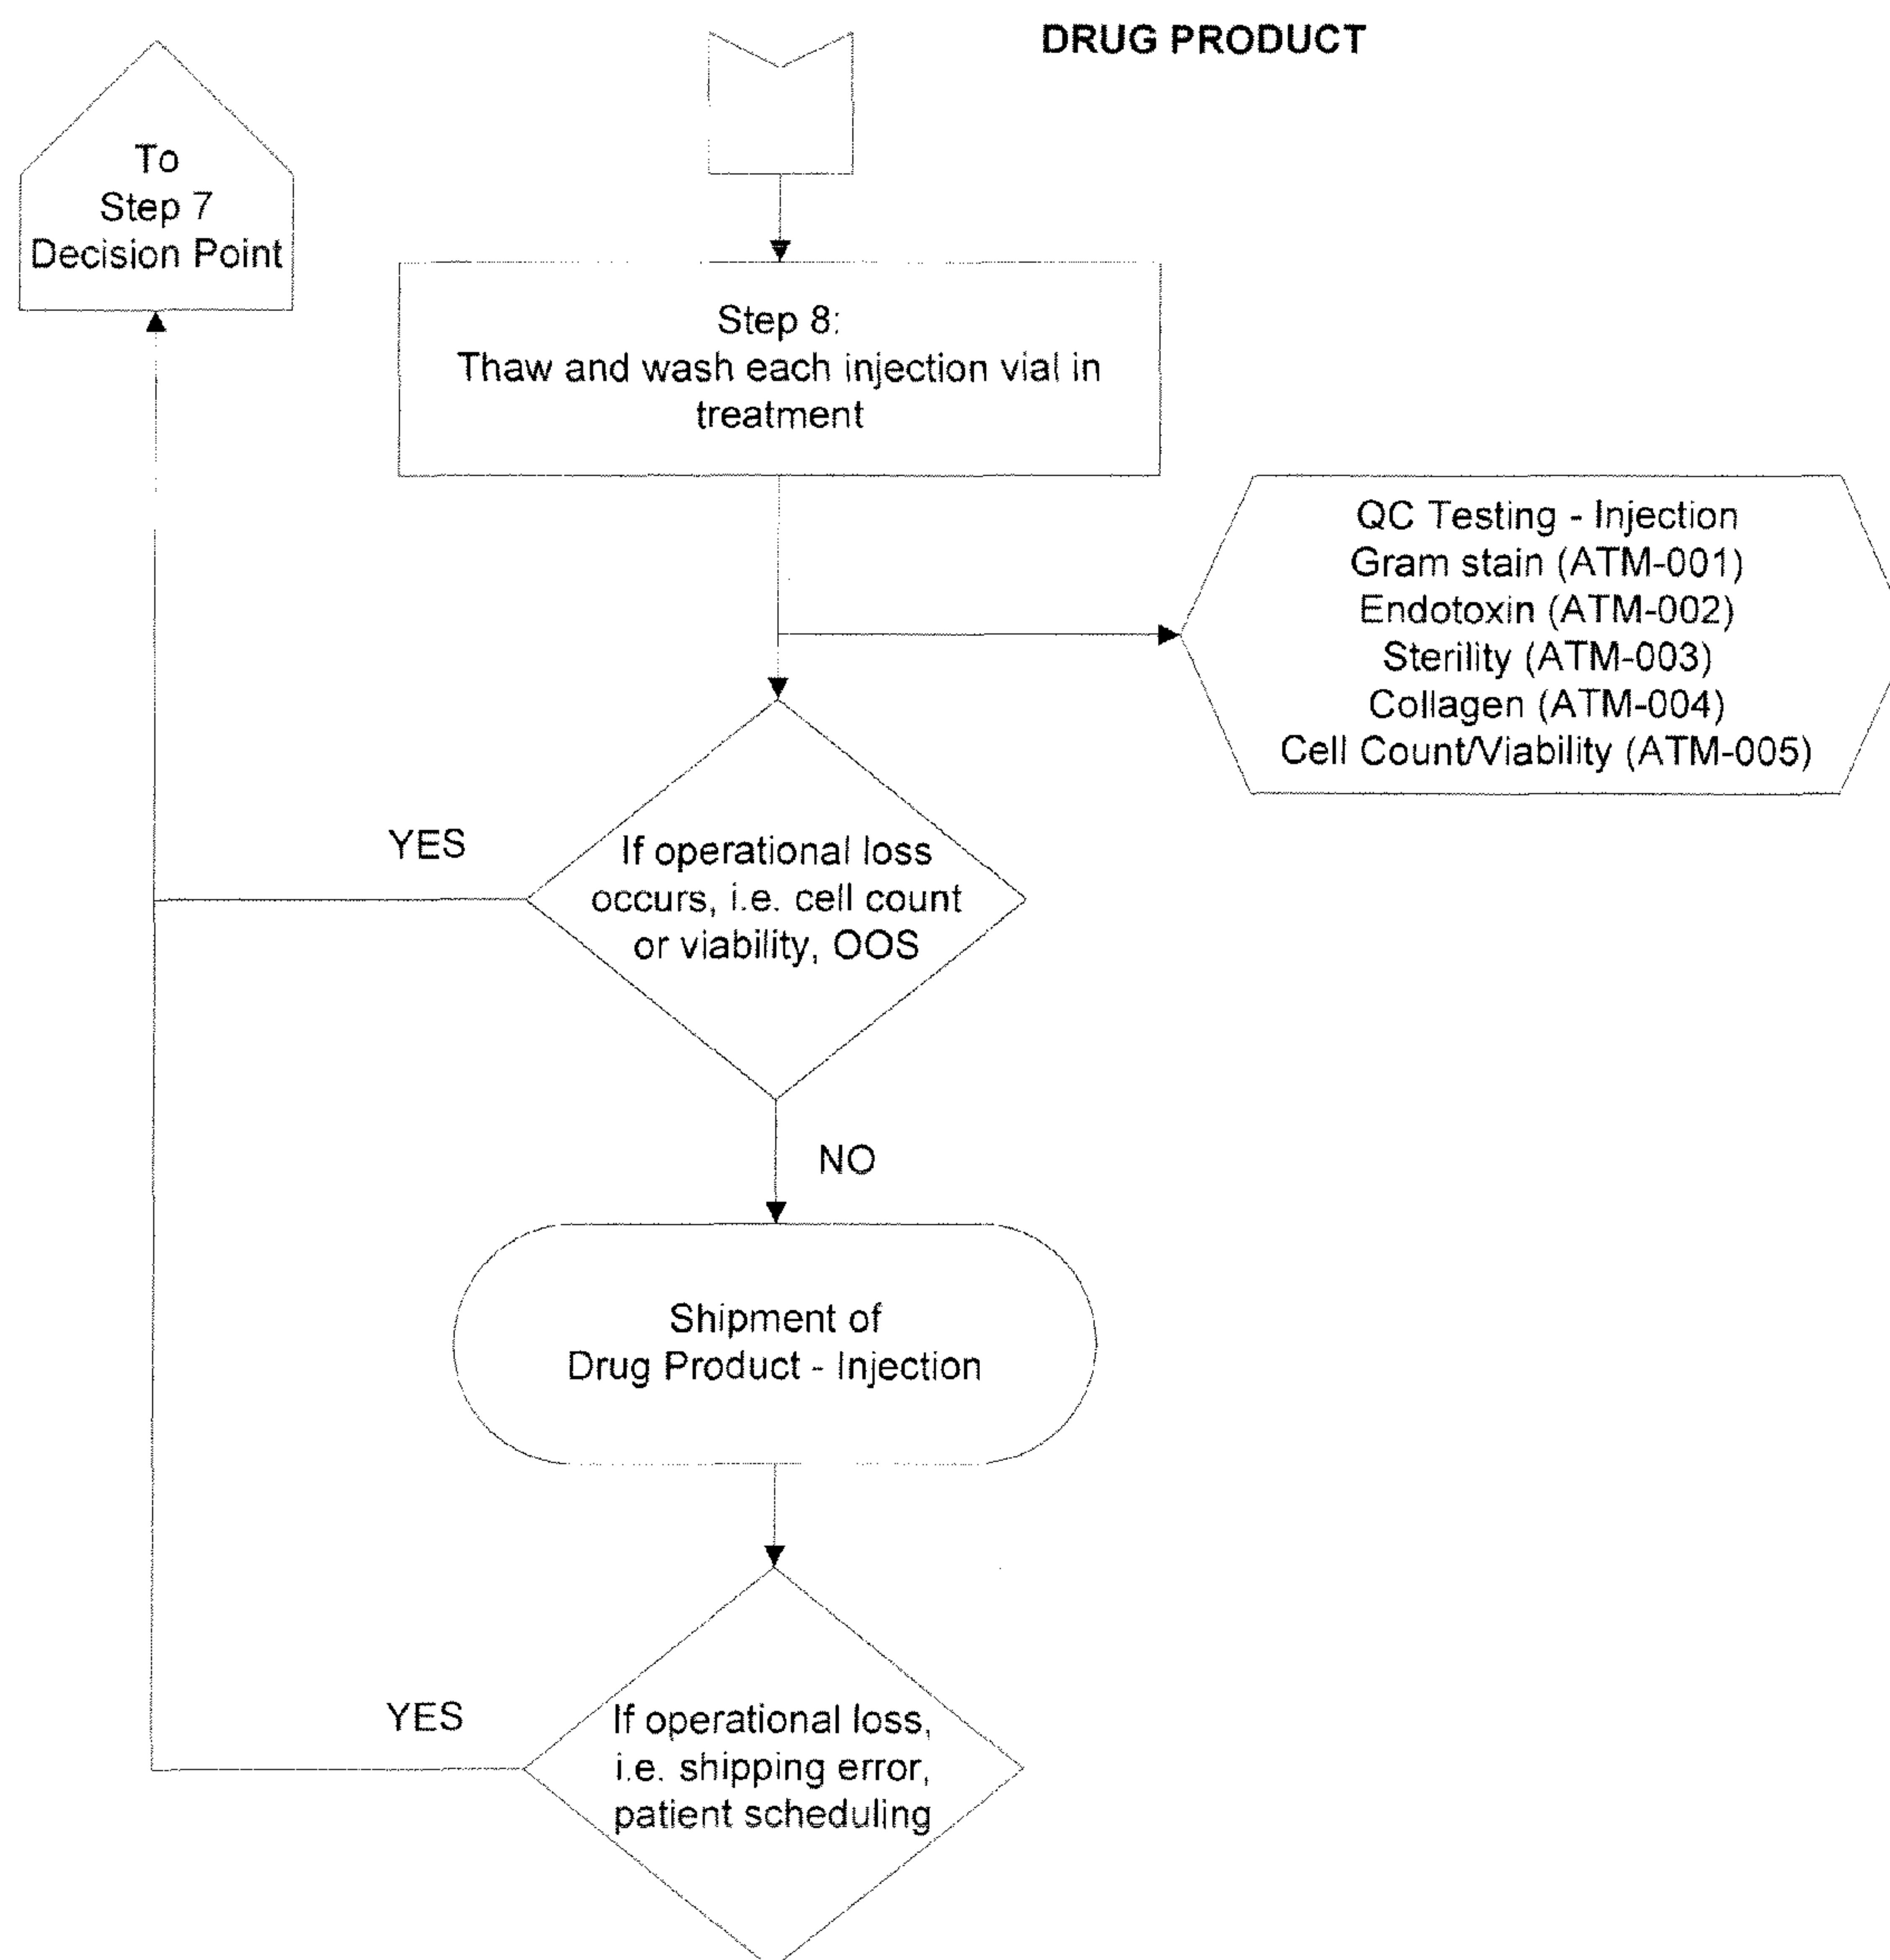 DRUG PRODUCT
To
Step 7
Decision Point
Step 8:
Thaw and wash each injection vial in
treatment
QC Testing - Injection
Gram stain (ATM-001)
Endotoxin (ATM-002)
Sterility (ATM-003)
Collagen (ATM-004)
Cell Count/Viability (ATM-005)
YES
If operational loss
occurs, i.e. cell count
or viability, OOS
NO
Shipment of
Drug Product - Injection
YES
If operational loss,
i.e. shipping error,
patient scheduling